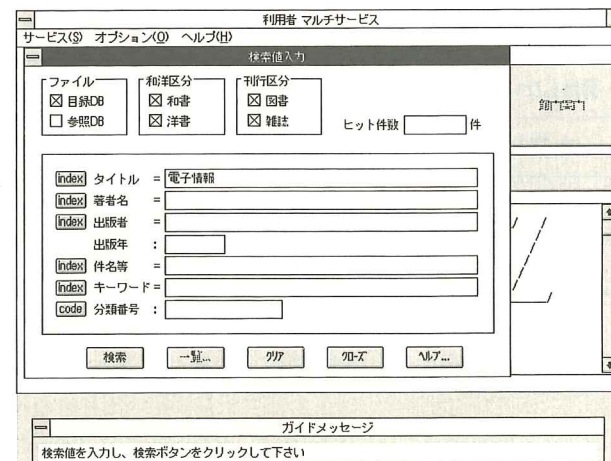 利用者 マルチサービス
サービス(S) オプション(O) ヘルプ(H)
検索値入力
ファイル 和洋区分 刊行区分
目録DB 和書 図書
参照DB 洋書 雑誌
ヒット件数 件
index タイトル = 電子情報
index 著者名 =
index 出版者 =
出版年 :
index 件名等 =
index キーワード=
code 分類番号 :
検索 一覧... クリア クローズ ヘルプ...
ガイドメッセージ
検索値を入力し、検索ボタンをクリックして下さい